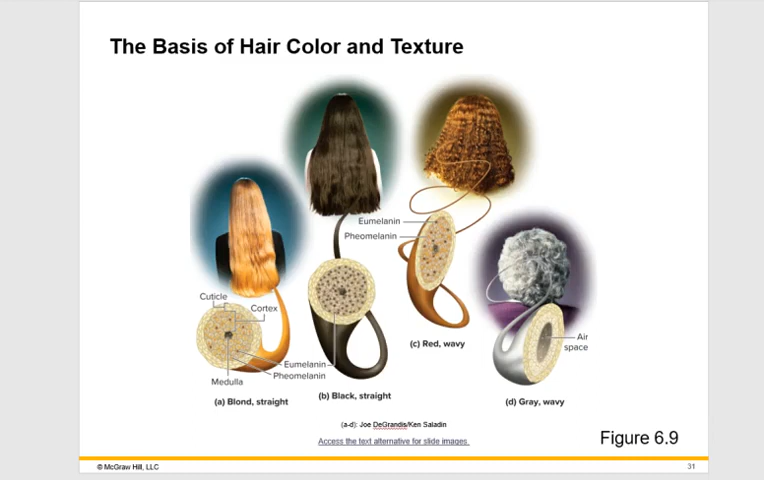 The Basis of Hair Color and Texture
Eumelanin
Pheomelanin
Cuticle
Cortex
Air
space
(c) Red, wavy
Eumelanin
Pheomelanin
Medulla
(a) Blond, straight
(b) Black, straight
(d) Gray, wavy
(a-d): Joe DeGrandis/Ken Saladin
Access the text alternative for slide images.
Figure 6.9
© McGraw Hill, LLC
31